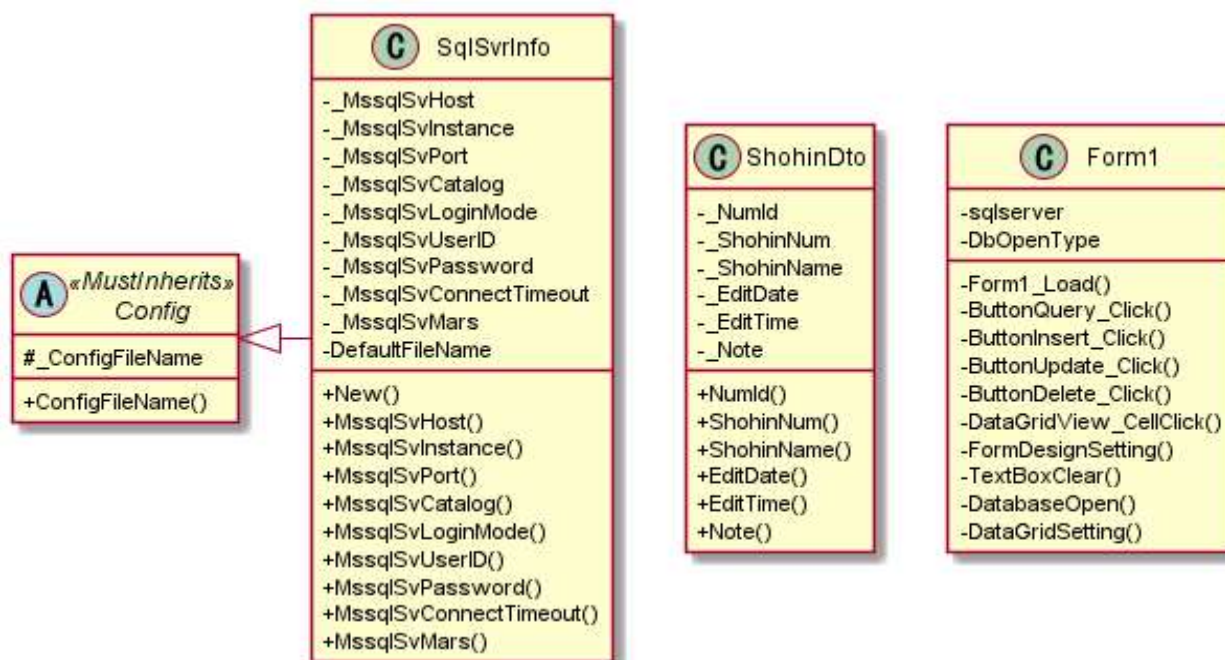 A «MustInherits»
Config
#_ConfigFileName
+ConfigFileName()
C SqlSvrInfo
-_MssqlSvHost
-_MssqlSvInstance
-_MssqlSvPort
-_MssqlSvCatalog
-_MssqlSvLoginMode
-_MssqlSvUserID
-_MssqlSvPassword
-_MssqlSvConnectTimeout
-_MssqlSvMars
-DefaultFileName
+New()
+MssqlSvHost()
+MssqlSvInstance()
+MssqlSvPort()
+MssqlSvCatalog()
+MssqlSvLoginMode()
+MssqlSvUserID()
+MssqlSvPassword()
+MssqlSvConnectTimeout()
+MssqlSvMars()
C ShohinDto
-_NumId
-_ShohinNum
-_ShohinName
-_EditDate
-_EditTime
-_Note
+NumId()
+ShohinNum()
+ShohinName()
+EditDate()
+EditTime()
+Note()
C Form1
-sqlserver
-DbOpenType
-Form1_Load()
-ButtonQuery_Click()
-ButtonInsert_Click()
-ButtonUpdate_Click()
-ButtonDelete_Click()
-DataGridView_CellClick()
-FormDesignSetting()
-TextBoxClear()
-DatabaseOpen()
-DataGridSetting()